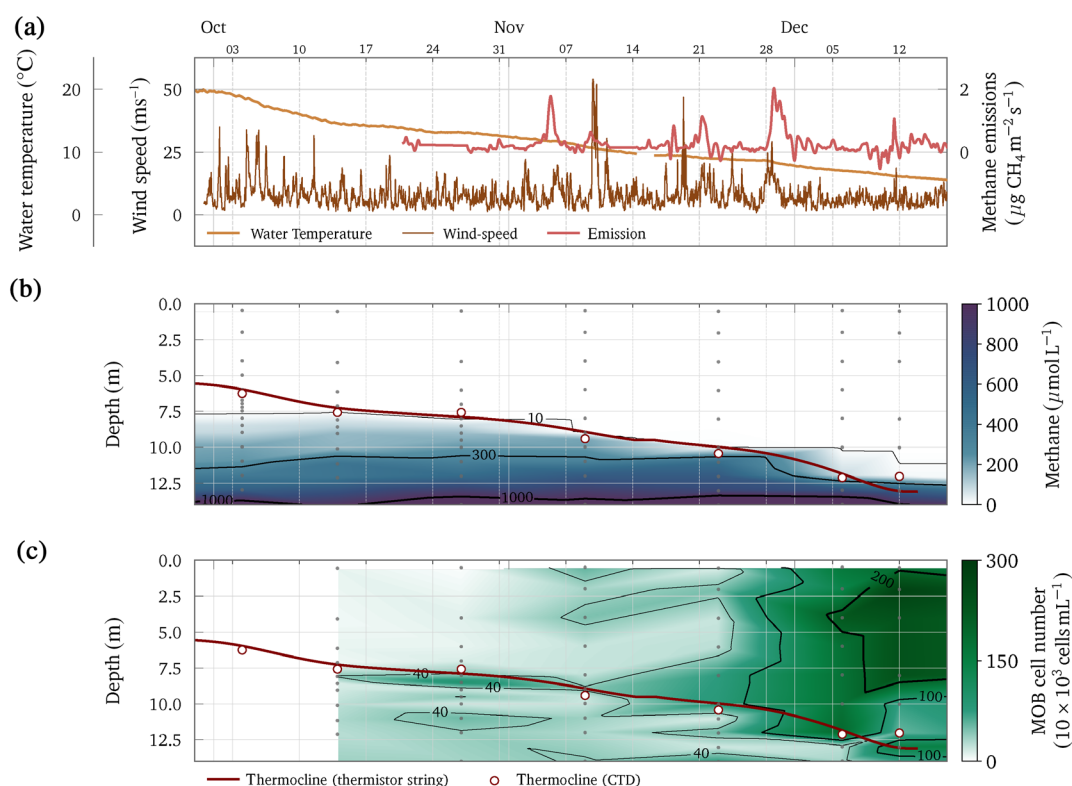 (a)
Oct Nov Dec
03 10 17 24 31 07 14 21 28 05 12
Water temperature (°C)
20
10
0
Wind speed (ms⁻¹)
50
25
0
2
0
Methane emissions
(µg CH₄ m⁻² s⁻¹)
Water Temperature Wind-speed Emission
(b)
Depth (m)
0.0
2.5
5.0
7.5
10.0
12.5
10
300
1000
1000
1000
800
600
400
200
0
Methane (µmol L⁻¹)
(c)
Depth (m)
0.0
2.5
5.0
7.5
10.0
12.5
200
40
40
100
40
40
100
300
150
0
MOB cell number
(10 × 10³ cells mL⁻¹)
Thermocline (thermistor string) Thermocline (CTD)